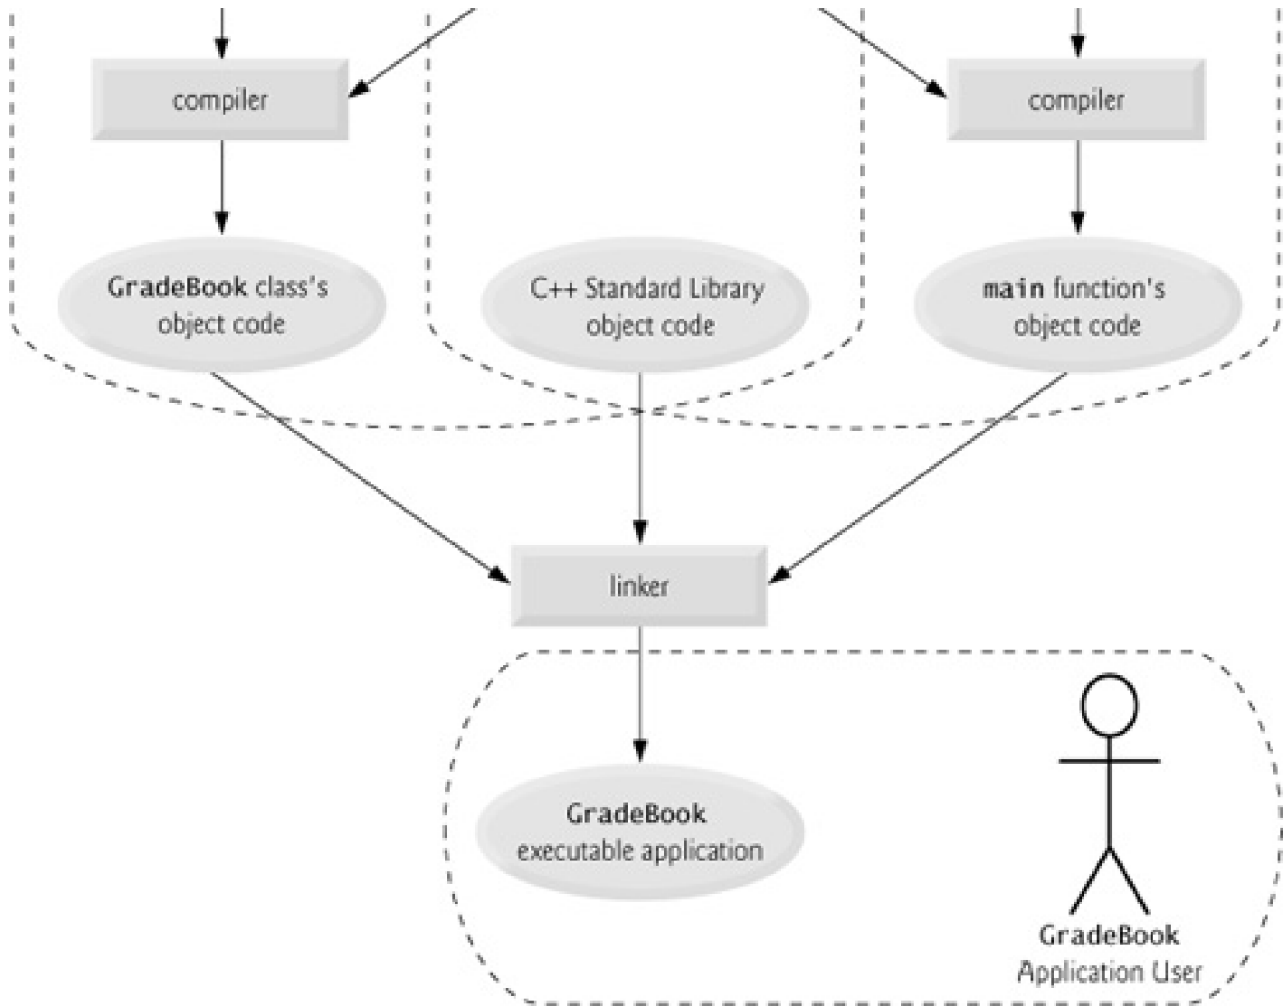 compiler
compiler
GradeBook class's
object code
C++ Standard Library
object code
main function's
object code
linker
GradeBook
executable application
GradeBook
Application User